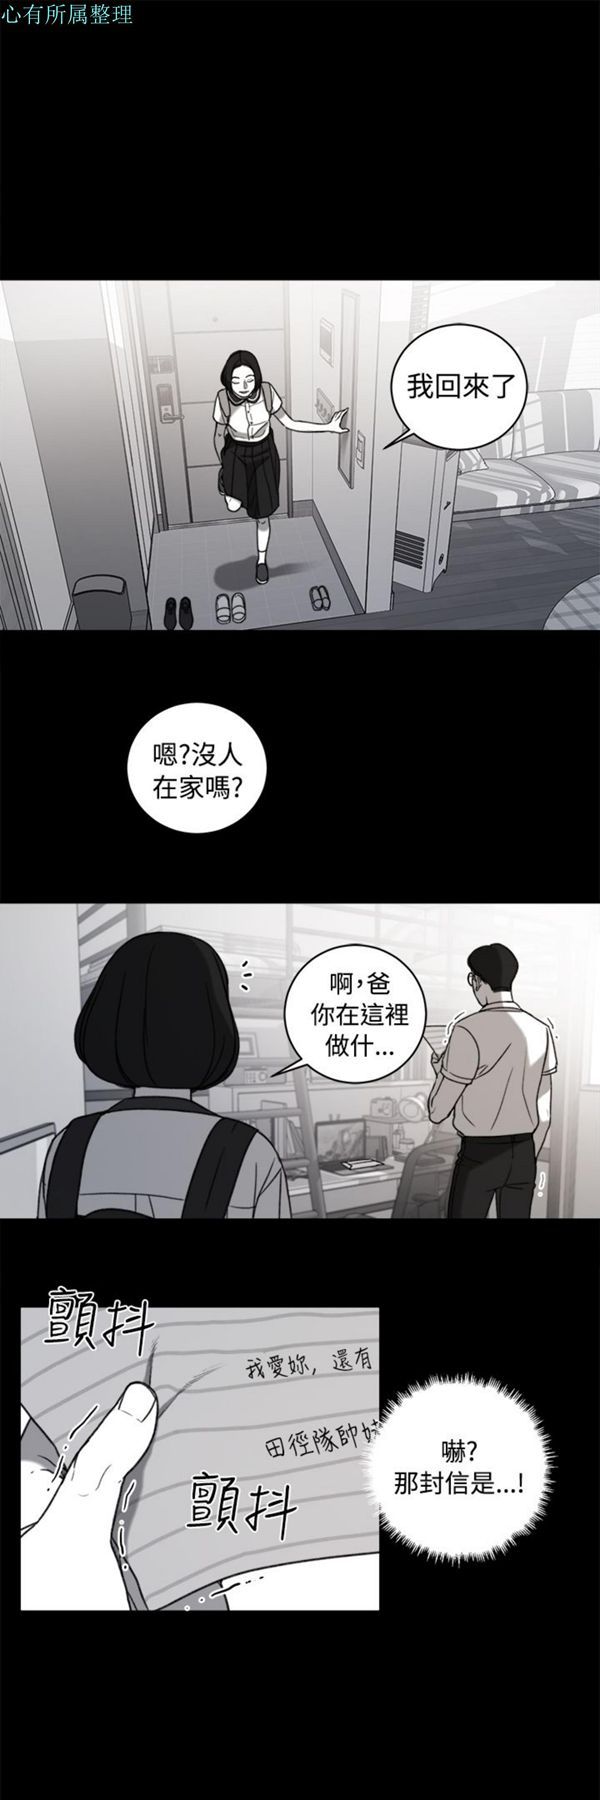 心有所属整理
我回來了
嗯?沒人
在家嗎?
啊,爸
你在這裡
做什...
顫抖
我愛妳,還有
田徑隊帥
顫抖
嚇?
那封信是...!